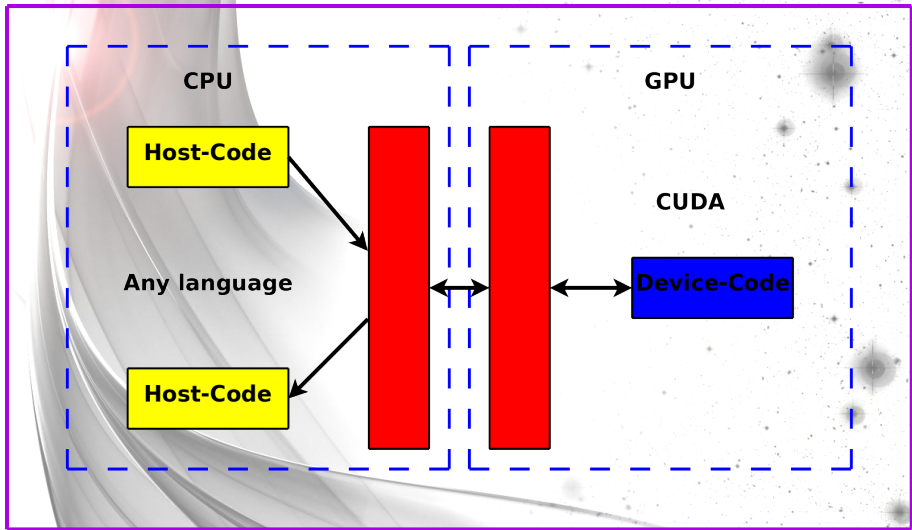 CPU
GPU
Host-Code
CUDA
Any language
Device-Code
Host-Code